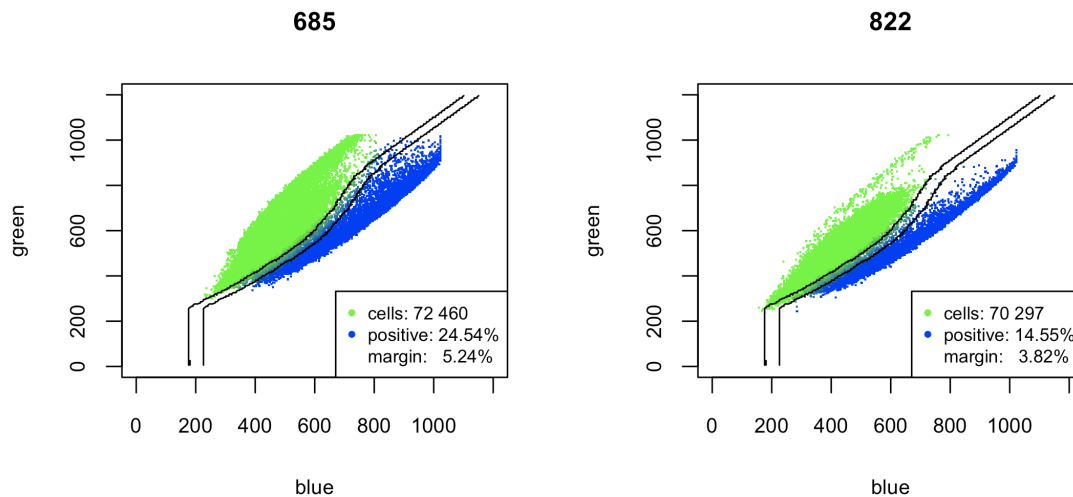 685
green
1000
600
400
200
0
cells: 72 460
positive: 24.54%
margin: 5.24%
0 200 400 600 800 1000
blue
822
green
1000
600
400
200
0
cells: 70 297
positive: 14.55%
margin: 3.82%
0 200 400 600 800 1000
blue